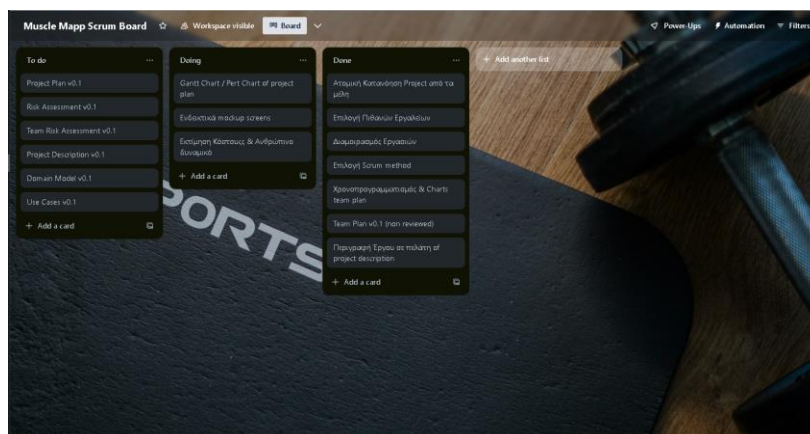 Muscle Mapp Scrum Board
Workspace visible
Board
Power-Ups
Automation
Filters
To do
Project Plan v0.1
Risk Assessment v0.1
Team Risk Assessment v0.1
Project Description v0.1
Domain Model v0.1
Use Cases v0.1
+ Add a card
Doing
Gantt Chart / Pert Chart of project
plan
Ενδεικτικά mockup screens
Εκτίμηση Κόστους & Ανθρώπινο
δυναμικό
+ Add a card
Done
Ατομική Κατανόηση Project από τα
μέλη
Επιλογή Πιθανών Εργαλείων
Διαμοιρασμός Εργασιών
Επιλογή Scrum method
Χρονοπρογραμματισμός & Charts
team plan
Team Plan v0.1 (non reviewed)
Περιγραφή Έργου σε πελάτη of
project description
+ Add a card
+ Add another list
PORTS